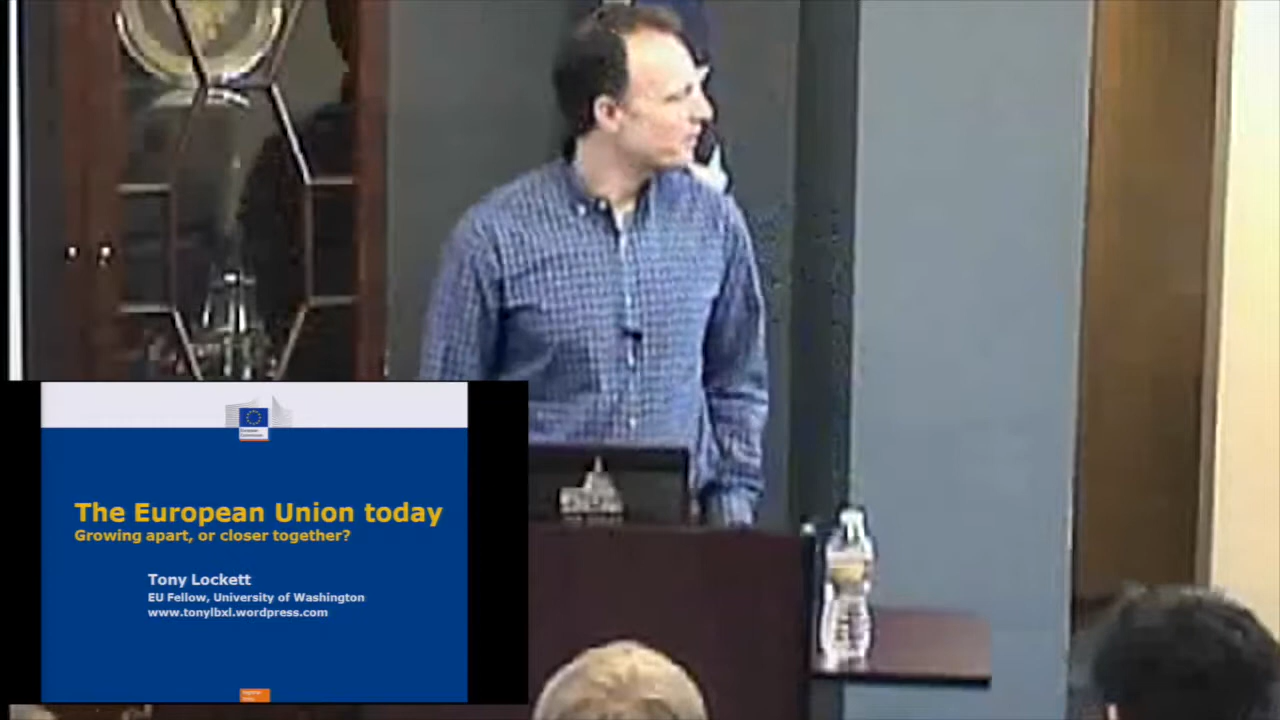 The European Union today
Growing apart, or closer together?
Tony Lockett
EU Fellow, University of Washington
www.tonylbxl.wordpress.com